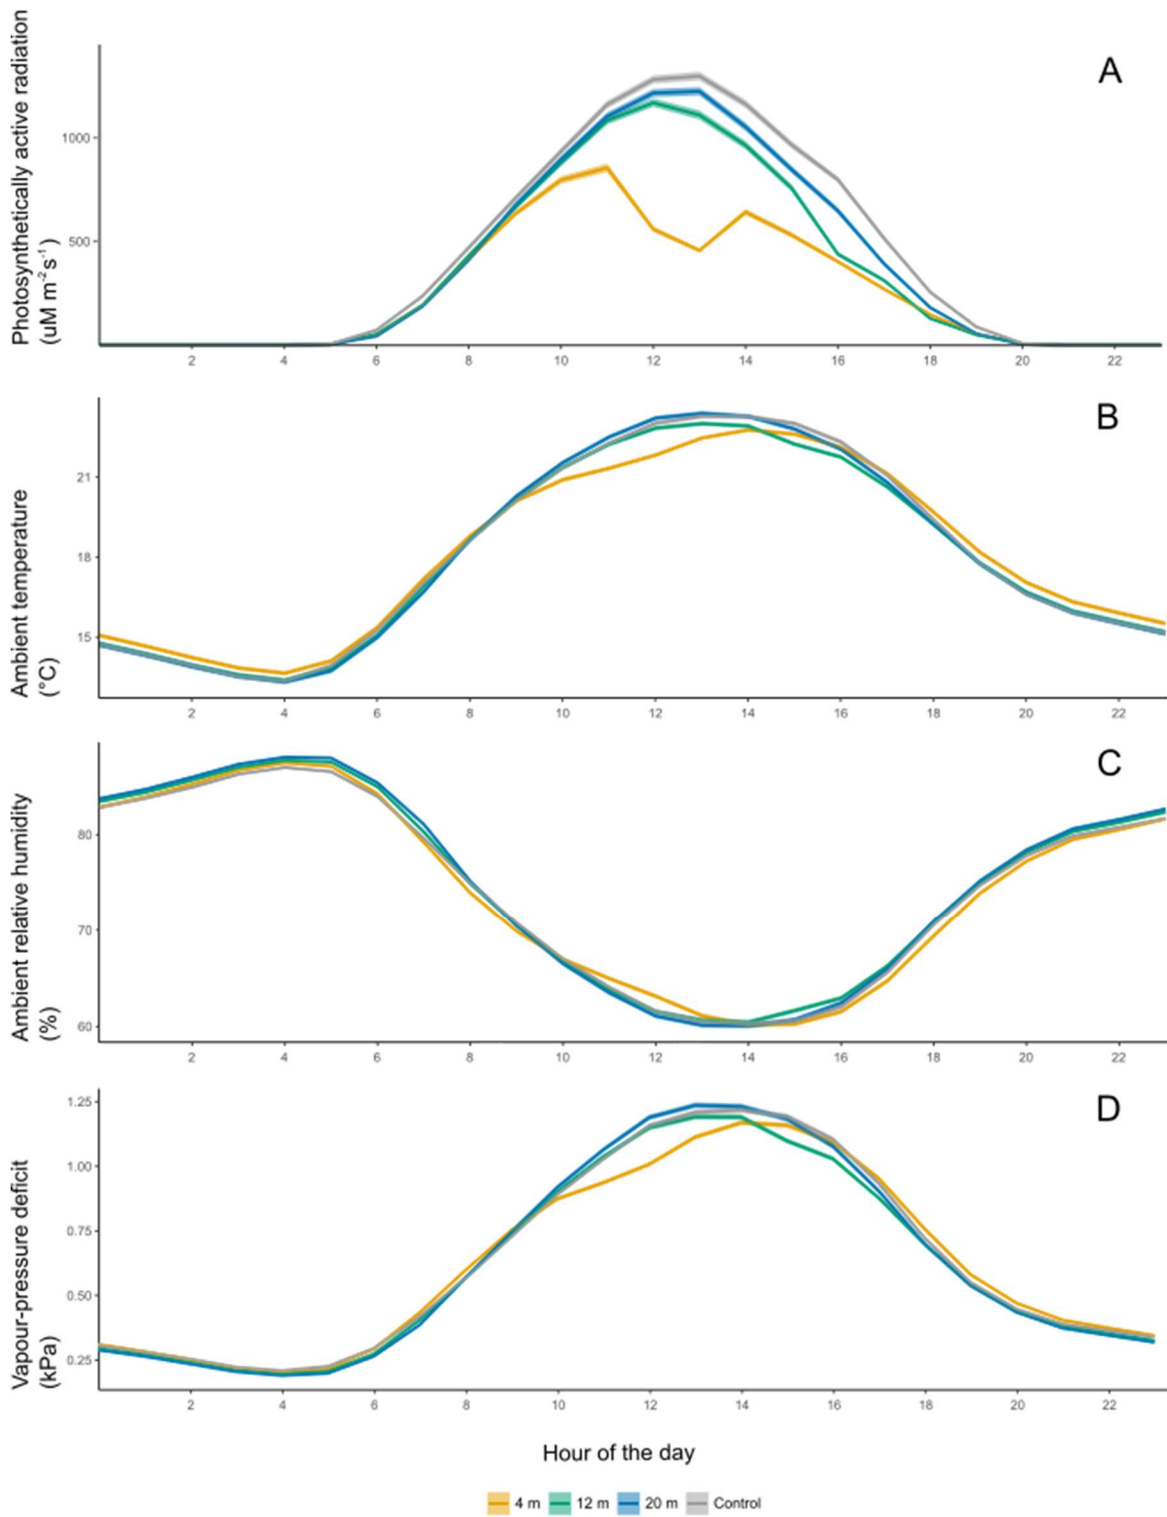 Photosynthetically active radiation
(uM m⁻² s⁻¹)
A
1000
500
2 4 6 8 10 12 14 16 18 20 22
Ambient temperature
(°C)
B
21
18
15
2 4 6 8 10 12 14 16 18 20 22
Ambient relative humidity
(%)
C
80
70
60
2 4 6 8 10 12 14 16 18 20 22
Vapour-pressure deficit
(kPa)
D
1.25
1.00
0.75
0.50
0.25
2 4 6 8 10 12 14 16 18 20 22
Hour of the day
4 m 12 m 20 m Control